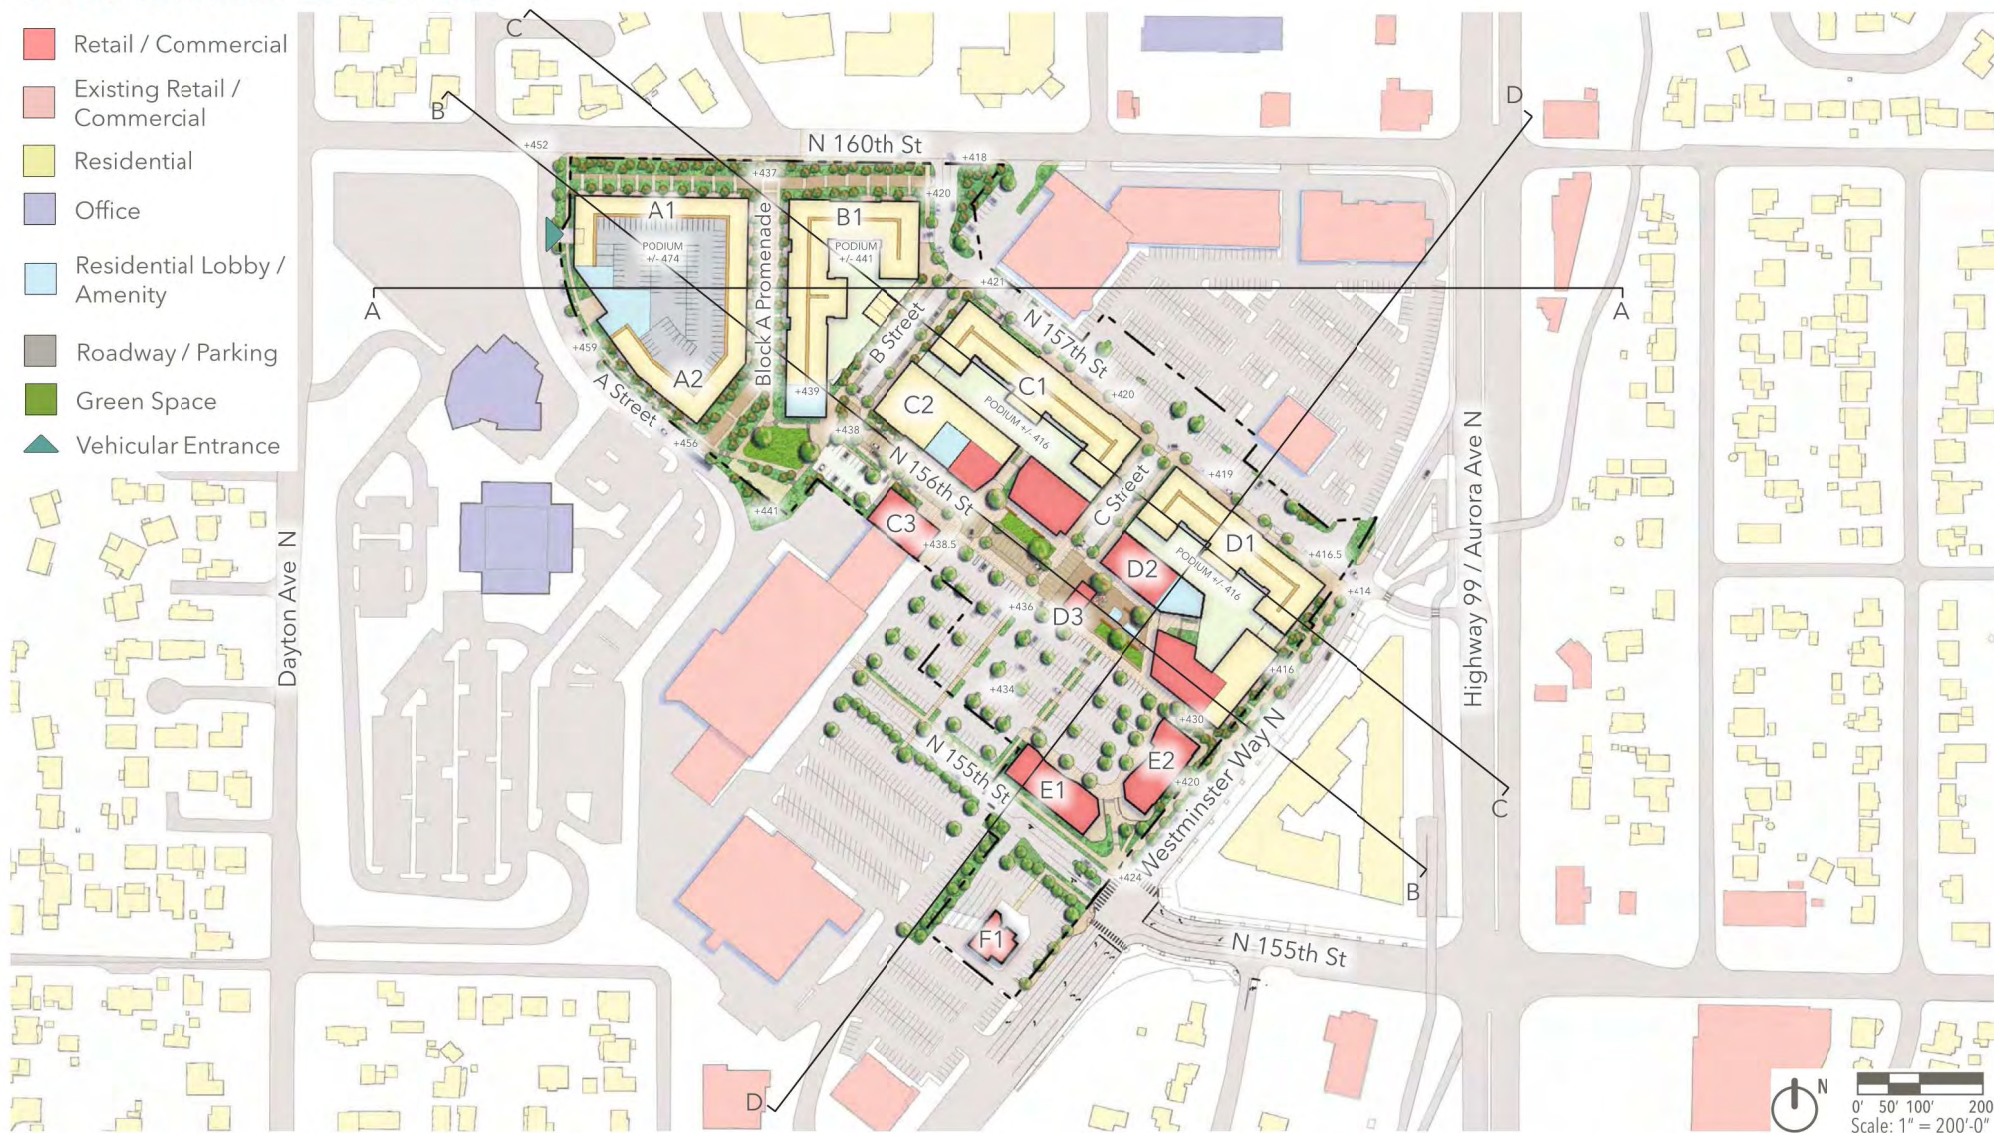 Retail / Commercial
Existing Retail /
Commercial
Residential
Office
Residential Lobby /
Amenity
Roadway / Parking
Green Space
Vehicular Entrance
C
B
D
+452
N 160th St
+418
+437
+420
A1
B1
PODIUM
+/- 474
PODIUM
+/- 441
Block A Promenade
A
A
+421
B Street
N 157th St
+459
A2
A Street
+439
C1
C2
PODIUM +/- 416
+420
+438
+456
N 156th St
+441
C3
+438.5
C Street
+419
D1
D2
PODIUM +/- 416
+416.5
+414
D3
+436
+434
+416
+430
Dayton Ave N
Highway 99 / Aurora Ave N
N 155th St
E1
E2
+420
Westminster Way N
+424
C
B
F1
N 155th St
D
N
0' 50' 100' 200
Scale: 1" = 200'-0"